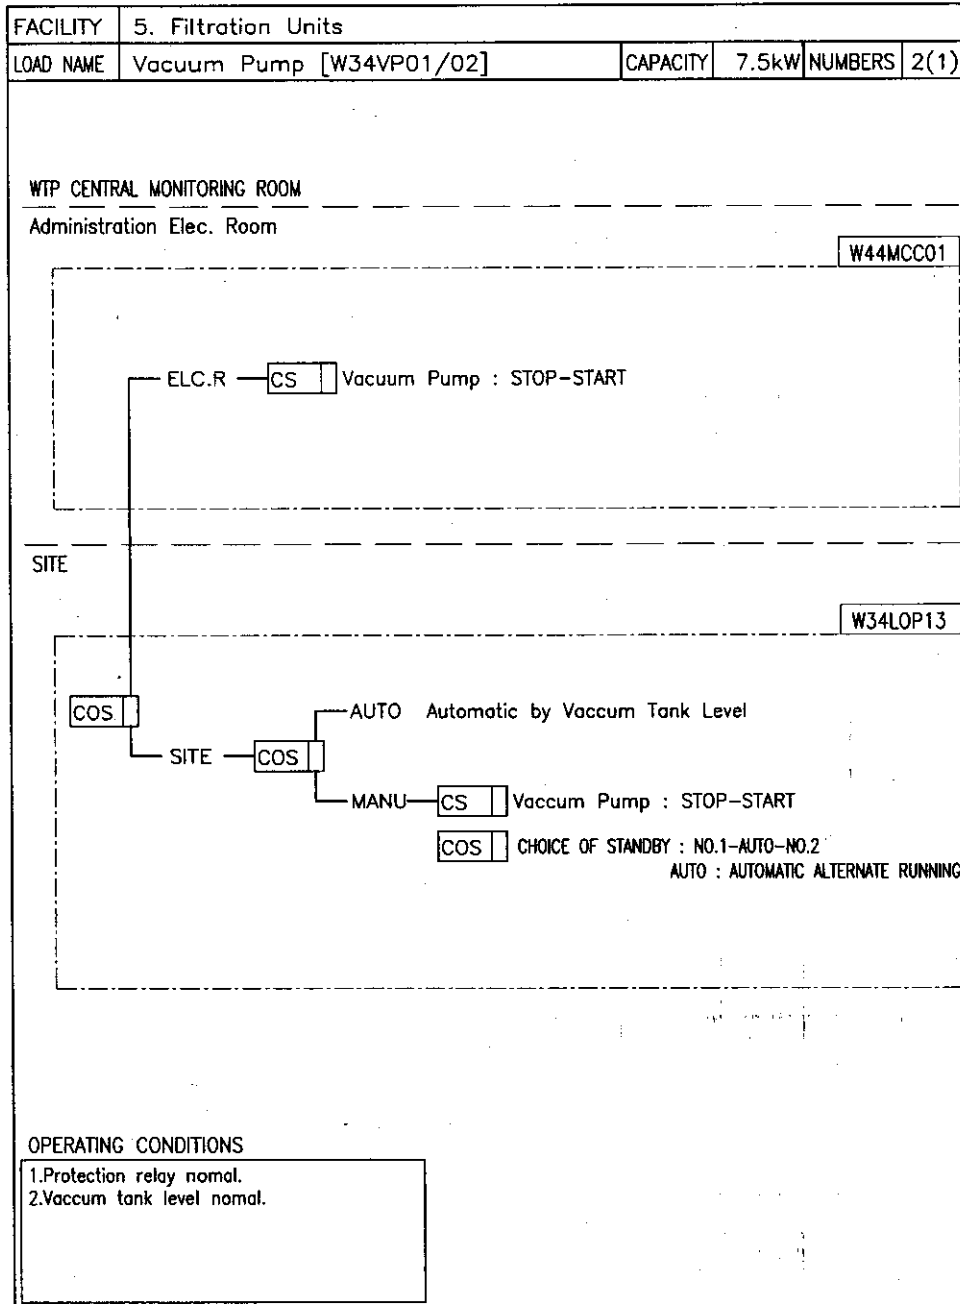 FACILITY 5. Filtration Units
LOAD NAME Vacuum Pump [W34VP01/02] CAPACITY 7.5kW NUMBERS 2(1)
WTP CENTRAL MONITORING ROOM
Administration Elec. Room
W44MCC01
ELC.R CS Vacuum Pump : STOP-START
SITE
W34LOP13
COS
AUTO Automatic by Vaccum Tank Level
SITE COS
MANU CS Vaccum Pump : STOP-START
COS CHOICE OF STANDBY : NO.1-AUTO-NO.2
AUTO : AUTOMATIC ALTERNATE RUNNING
OPERATING CONDITIONS
1.Protection relay nomal.
2.Vaccum tank level nomal.